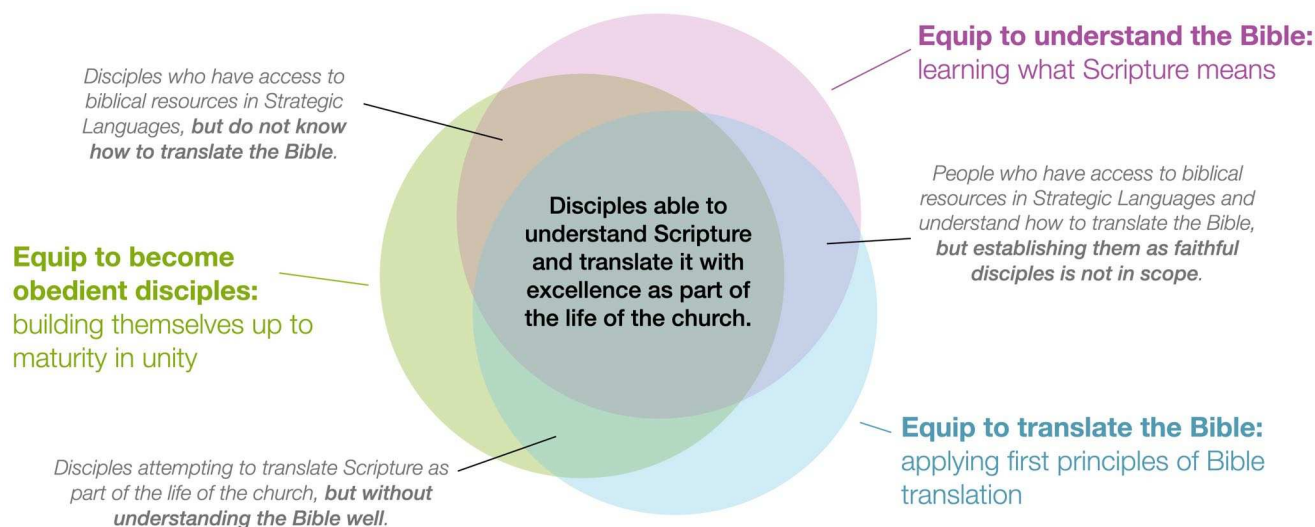 Equip to understand the Bible:
learning what Scripture means
Disciples who have access to
biblical resources in Strategic
Languages, but do not know
how to translate the Bible.
People who have access to biblical
resources in Strategic Languages and
understand how to translate the Bible,
but establishing them as faithful
disciples is not in scope.
Disciples able to
understand Scripture
and translate it with
excellence as part of
the life of the church.
Equip to become
obedient disciples:
building themselves up to
maturity in unity
Equip to translate the Bible:
applying first principles of Bible
translation
Disciples attempting to translate Scripture as
part of the life of the church, but without
understanding the Bible well.